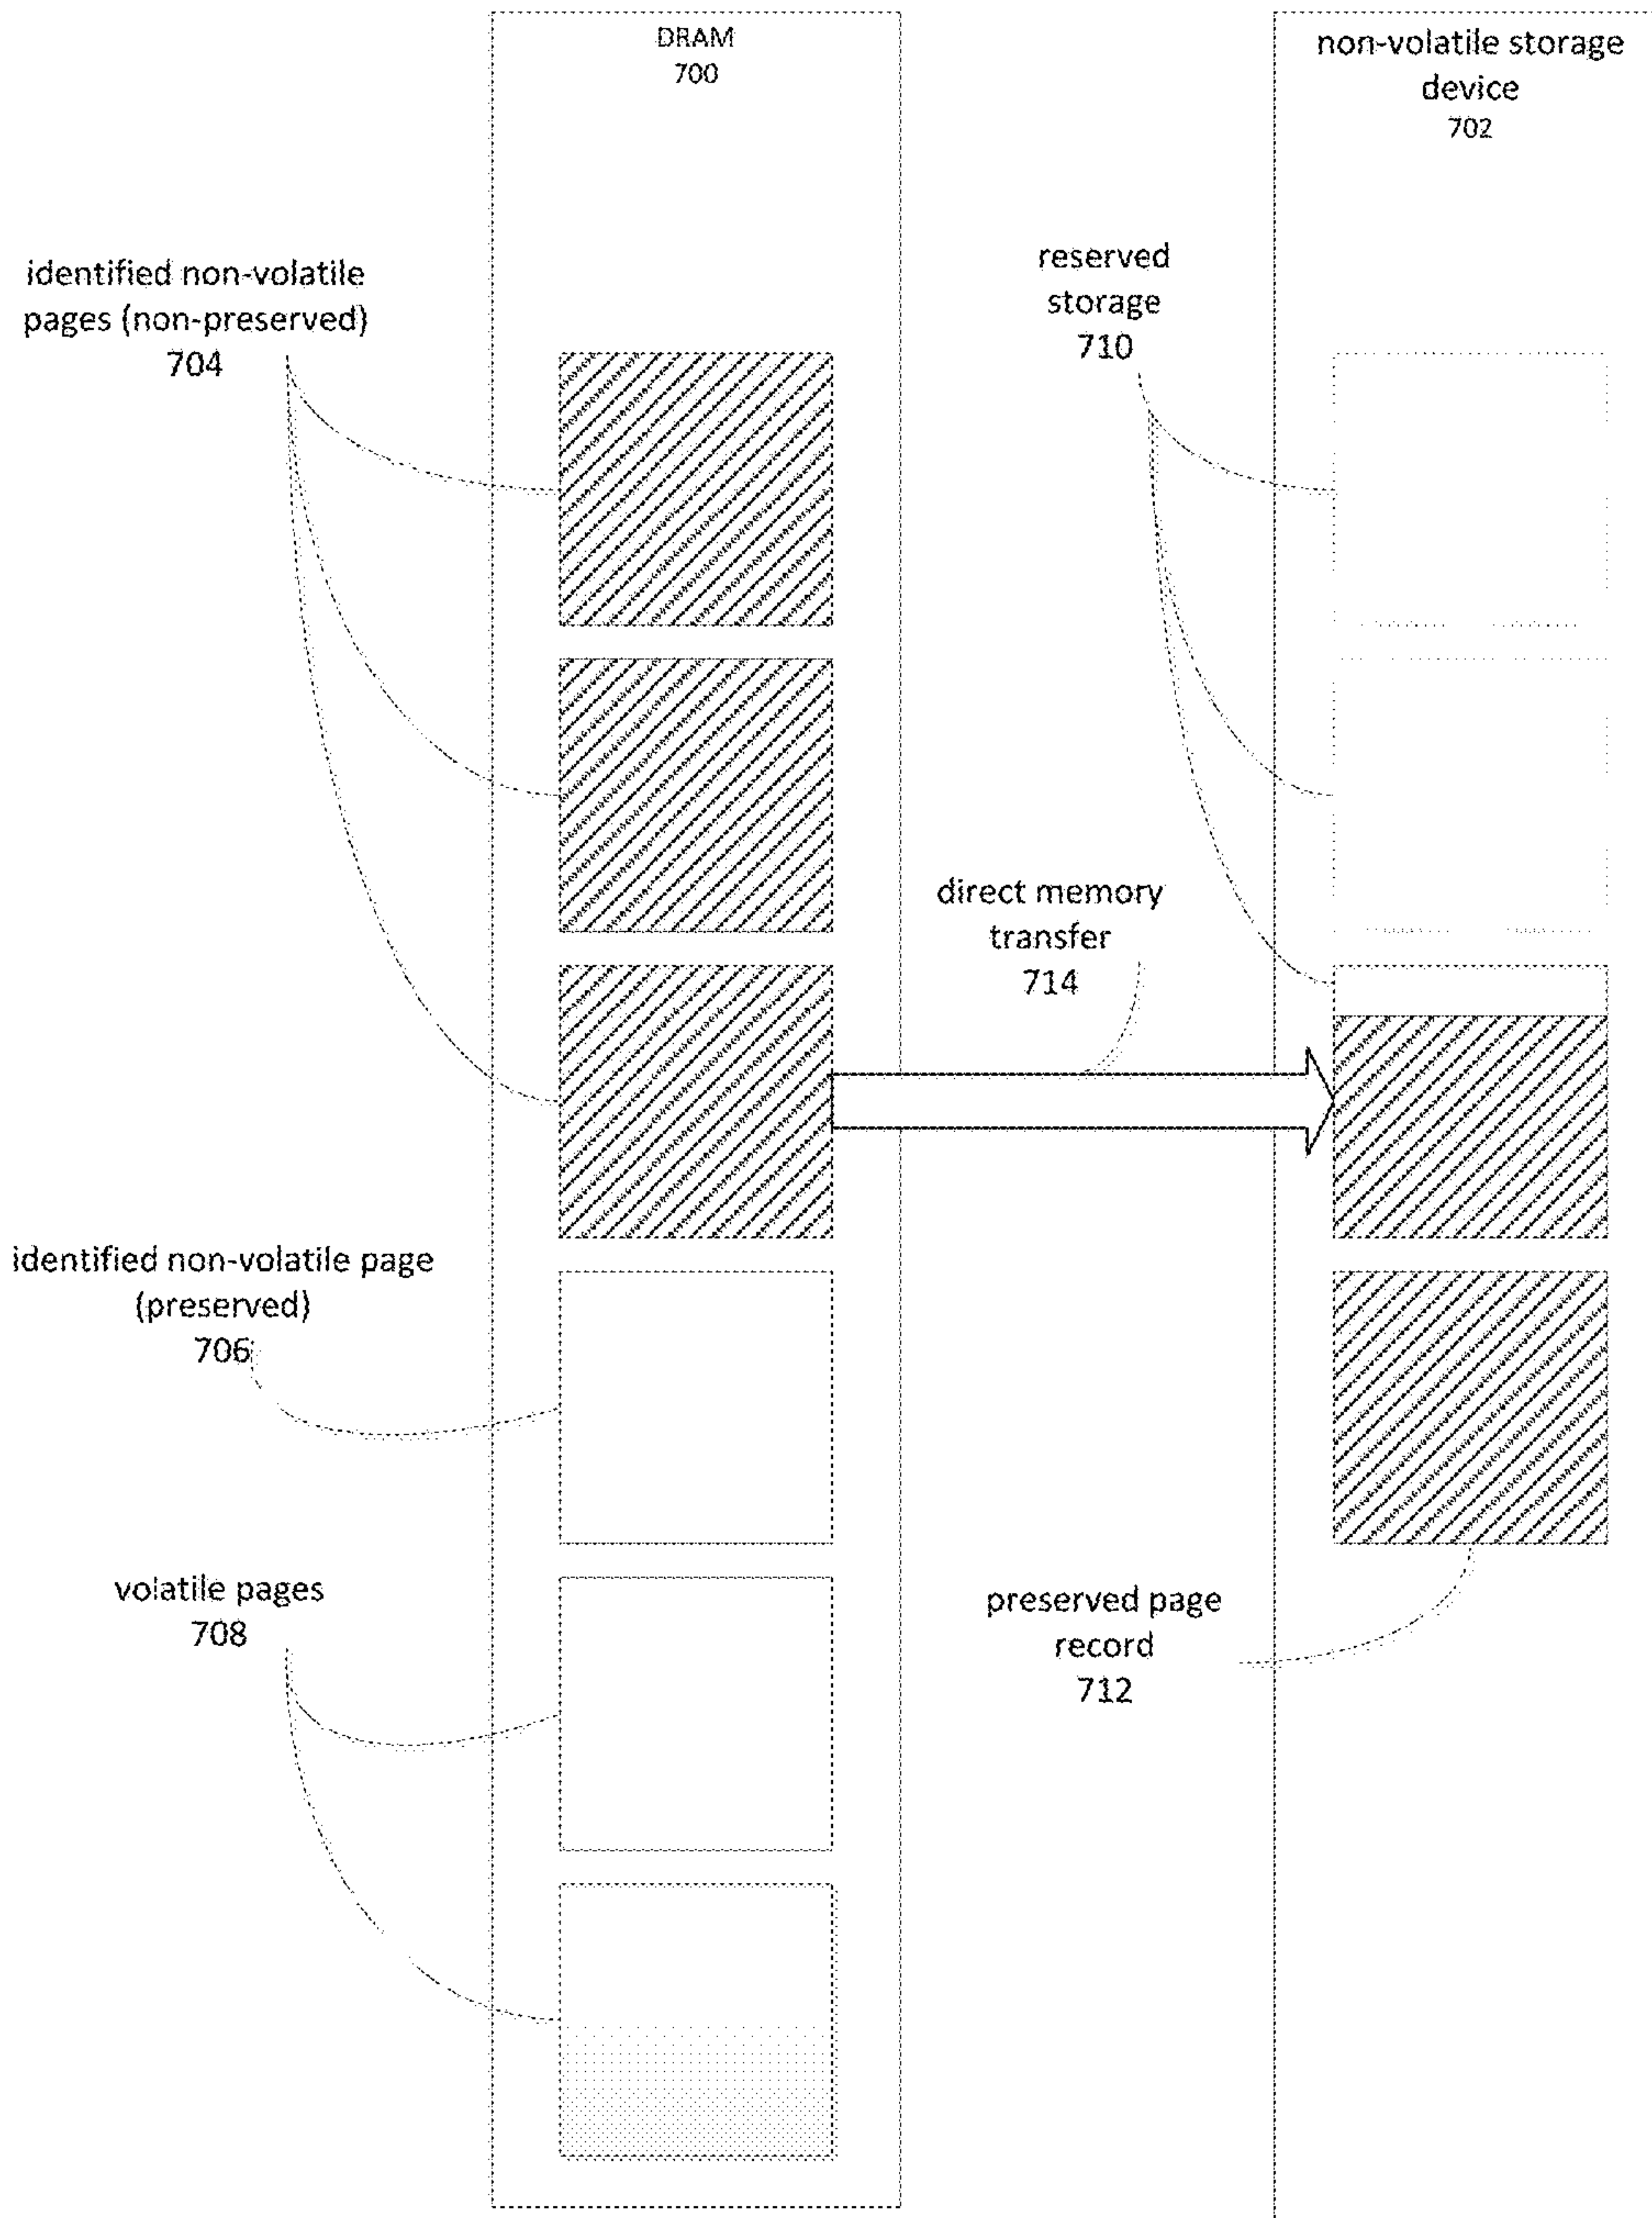 DRAM
700
non-volatile storage
device
702
identified non-volatile
pages (non-preserved)
704
reserved
storage
710
direct memory
transfer
714
identified non-volatile page
(preserved)
706
volatile pages
708
preserved page
record
712